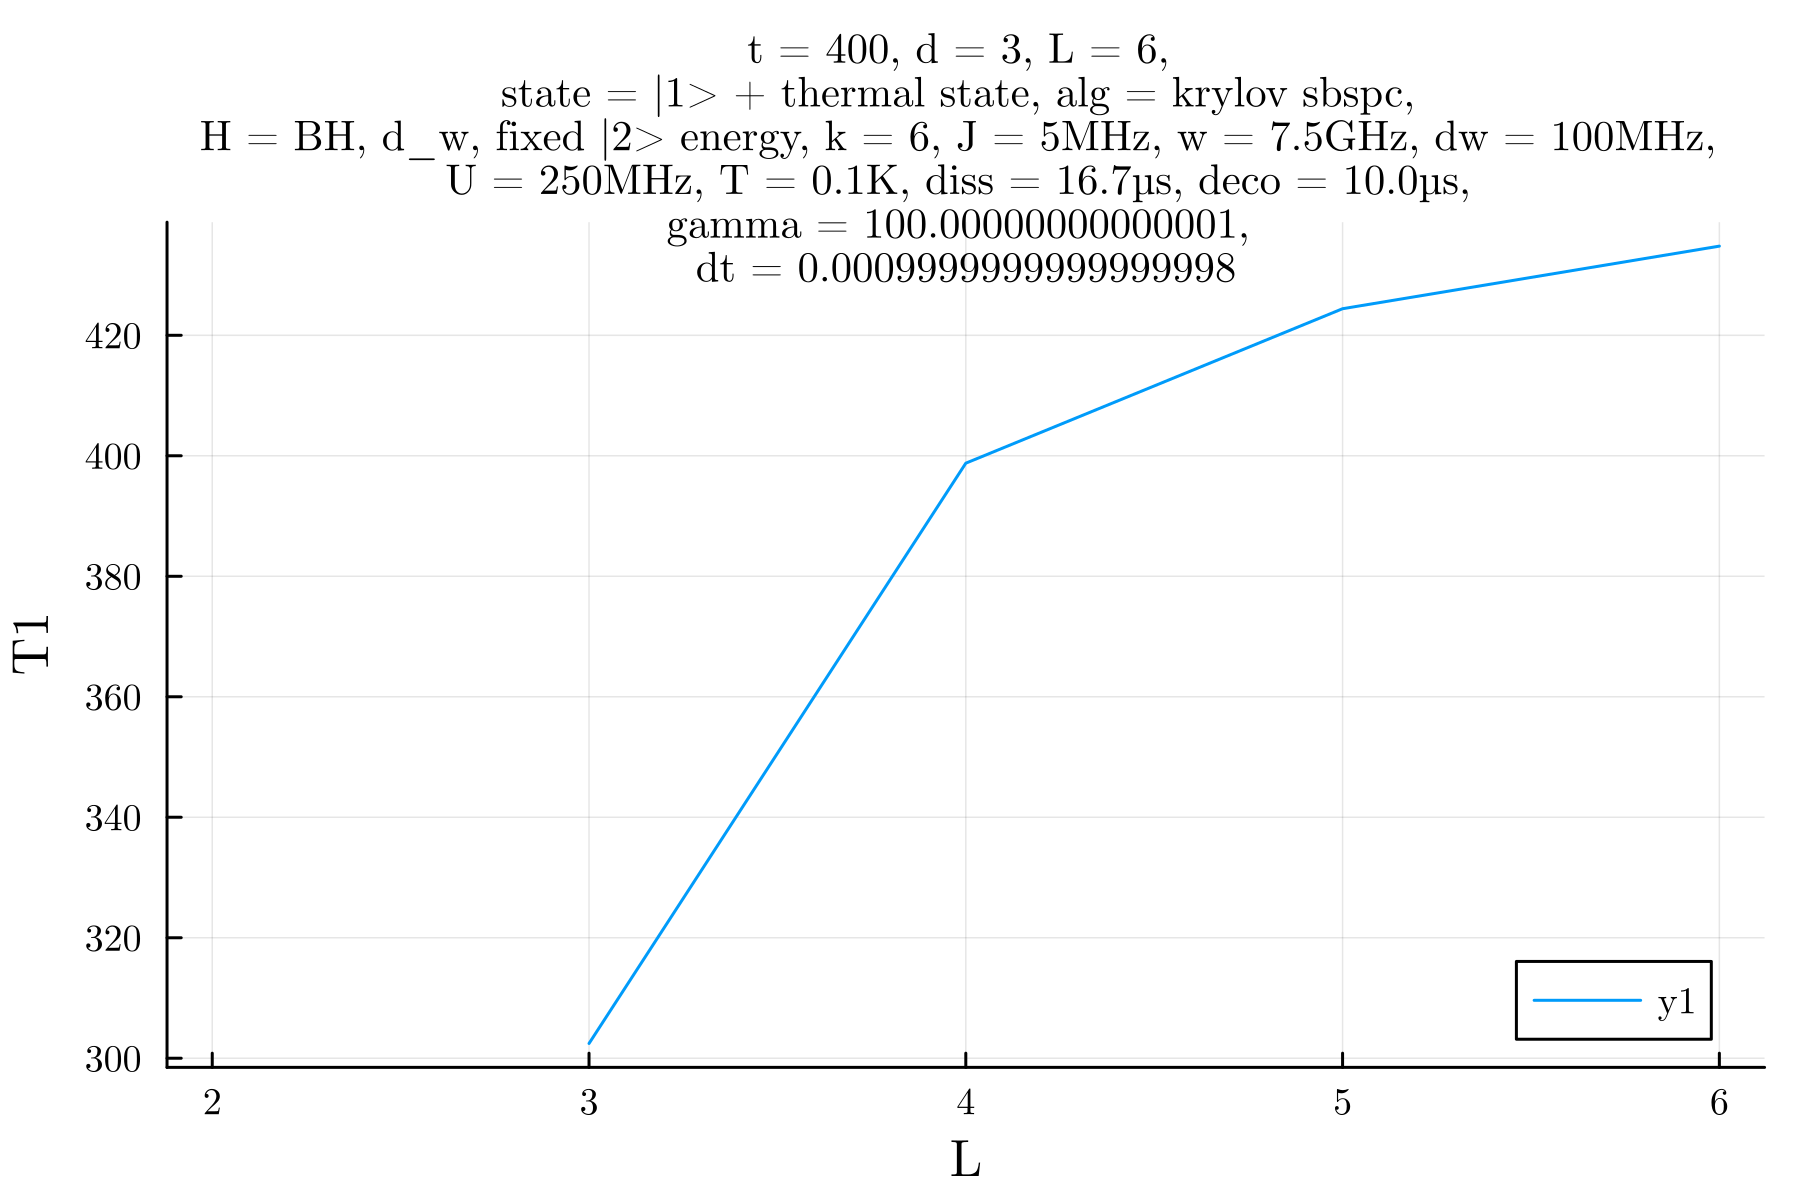 t = 400, d = 3, L = 6,
state = |1> + thermal state, alg = krylov sbspc,
H = BH, d_w, fixed |2> energy, k = 6, J = 5MHz, w = 7.5GHz, dw = 100MHz,
U = 250MHz, T = 0.1K, diss = 16.7µs, deco = 10.0µs,
gamma = 100.00000000000001,
dt = 0.0009999999999999998
420
400
380
360
340
320
300
T1
y1
2 3 4 5 6
L